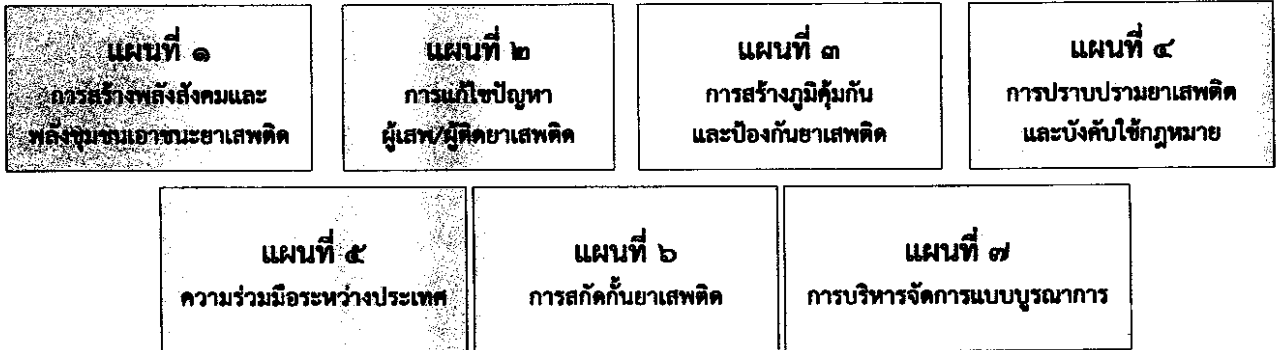 แผนที่ ๑
การสร้างพลังสังคมและ
พลังชุมชนเอาชนะยาเสพติด
แผนที่ ๒
การแก้ไขปัญหา
ผู้เสพ/ผู้ติดยาเสพติด
แผนที่ ๓
การสร้างภูมิคุ้มกัน
และป้องกันยาเสพติด
แผนที่ ๔
การปราบปรามยาเสพติด
และบังคับใช้กฎหมาย
แผนที่ ๕
ความร่วมมือระหว่างประเทศ
แผนที่ ๖
การสกัดกั้นยาเสพติด
แผนที่ ๗
การบริหารจัดการแบบบูรณาการ